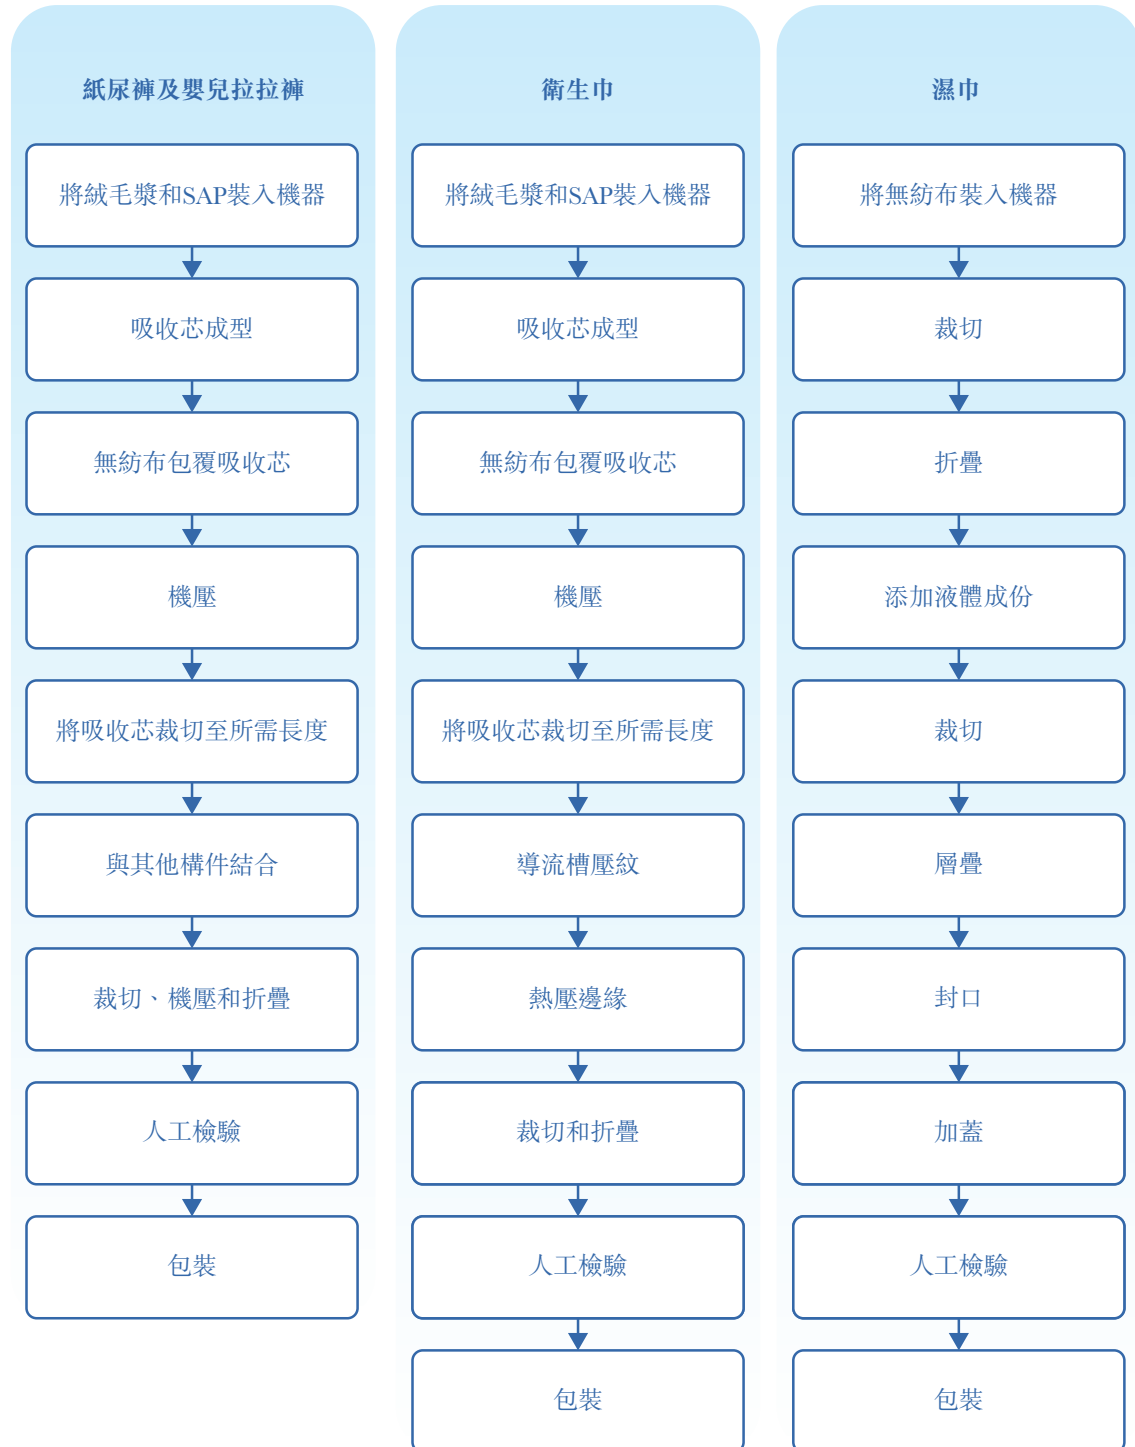 紙尿褲及嬰兒拉拉褲
將絨毛漿和SAP裝入機器
吸收芯成型
無紡布包覆吸收芯
機壓
將吸收芯裁切至所需長度
與其他構件結合
裁切、機壓和折疊
人工檢驗
包裝
衛生巾
將絨毛漿和SAP裝入機器
吸收芯成型
無紡布包覆吸收芯
機壓
將吸收芯裁切至所需長度
導流槽壓紋
熱壓邊緣
裁切和折疊
人工檢驗
包裝
濕巾
將無紡布裝入機器
裁切
折疊
添加液體成份
裁切
層疊
封口
加蓋
人工檢驗
包裝